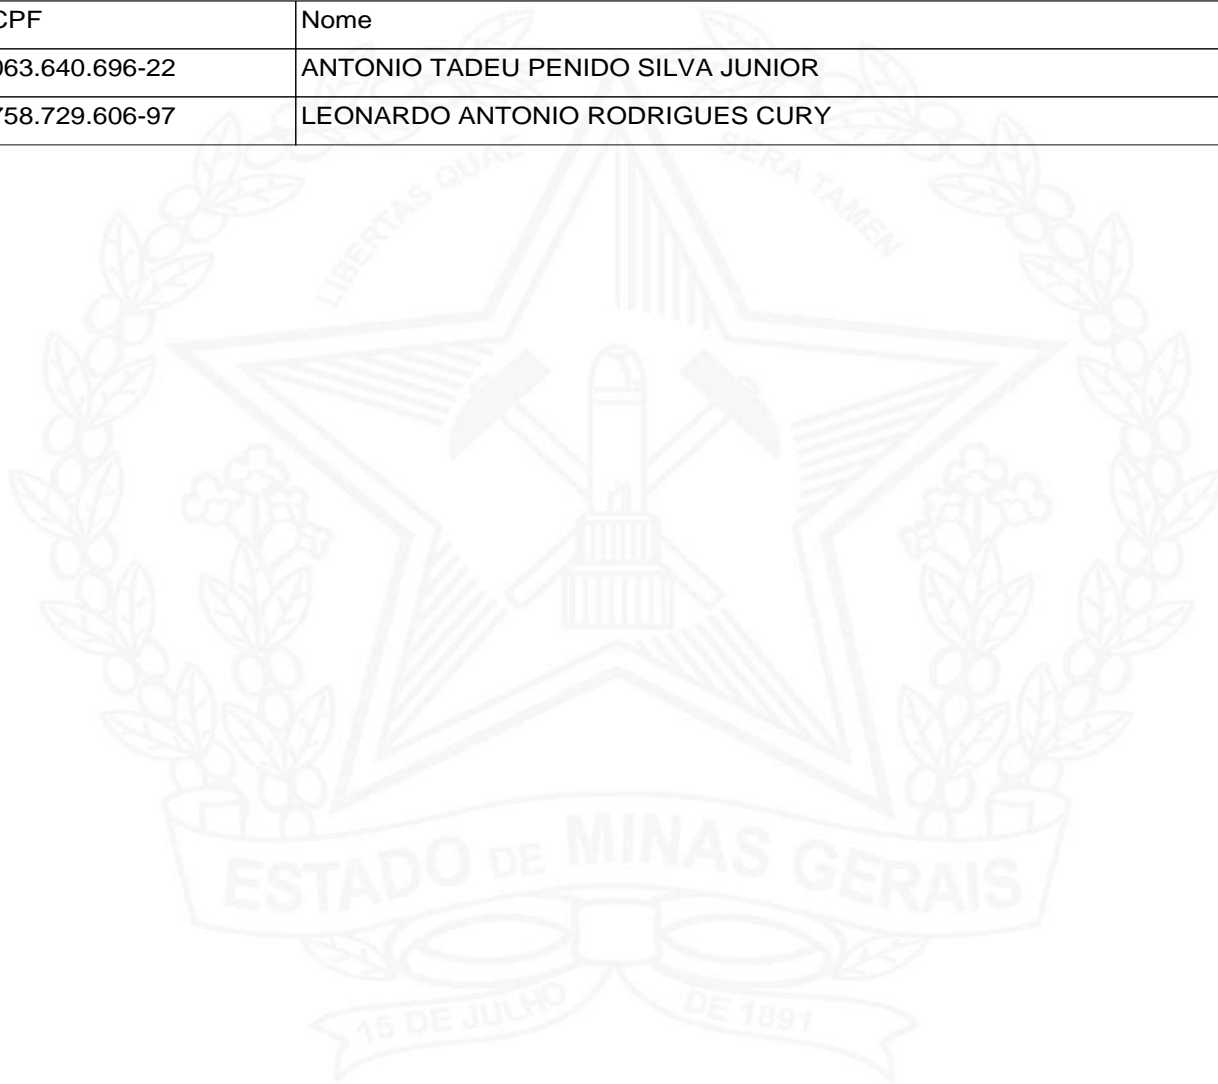 CPF Nome
063.640.696-22 ANTONIO TADEU PENIDO SILVA JUNIOR
758.729.606-97 LEONARDO ANTONIO RODRIGUES CURY
LIBERTAS QUAE SERA TAMEN
ESTADO DE MINAS GERAIS
15 DE JULHO DE 1891